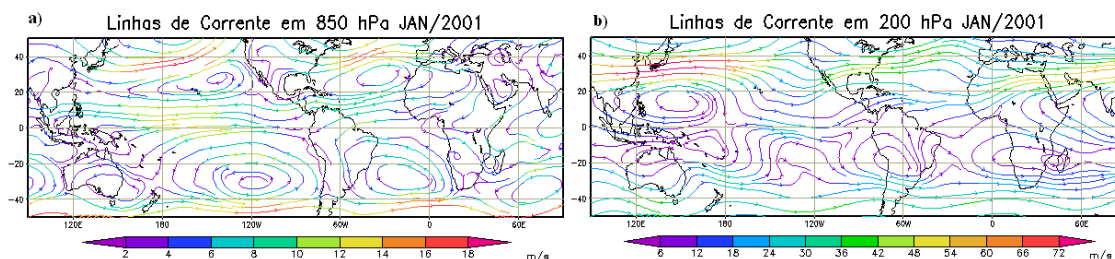 a) Linhas de Corrente em 850 hPa JAN/2001
40
20
0
-20
-40
120E 180 120W 60W 0 60E
2 4 6 8 10 12 14 16 18 m/s
b) Linhas de Corrente em 200 hPa JAN/2001
40
20
0
-20
-40
120E 180 120W 60W 0 60E
6 12 18 24 30 36 42 48 54 60 66 72 m/s